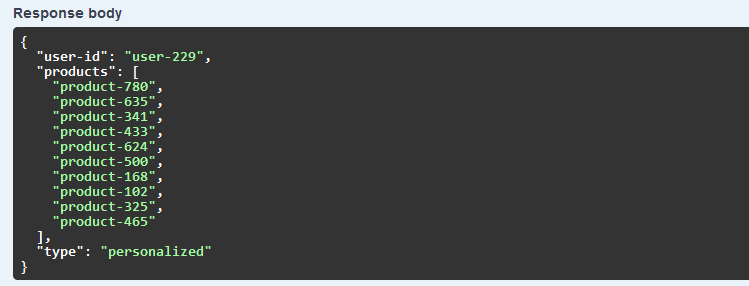 Response body
{
  "user-id": "user-229",
  "products": [
    "product-780",
    "product-635",
    "product-341",
    "product-433",
    "product-624",
    "product-500",
    "product-168",
    "product-102",
    "product-325",
    "product-465"
  ],
  "type": "personalized"
}